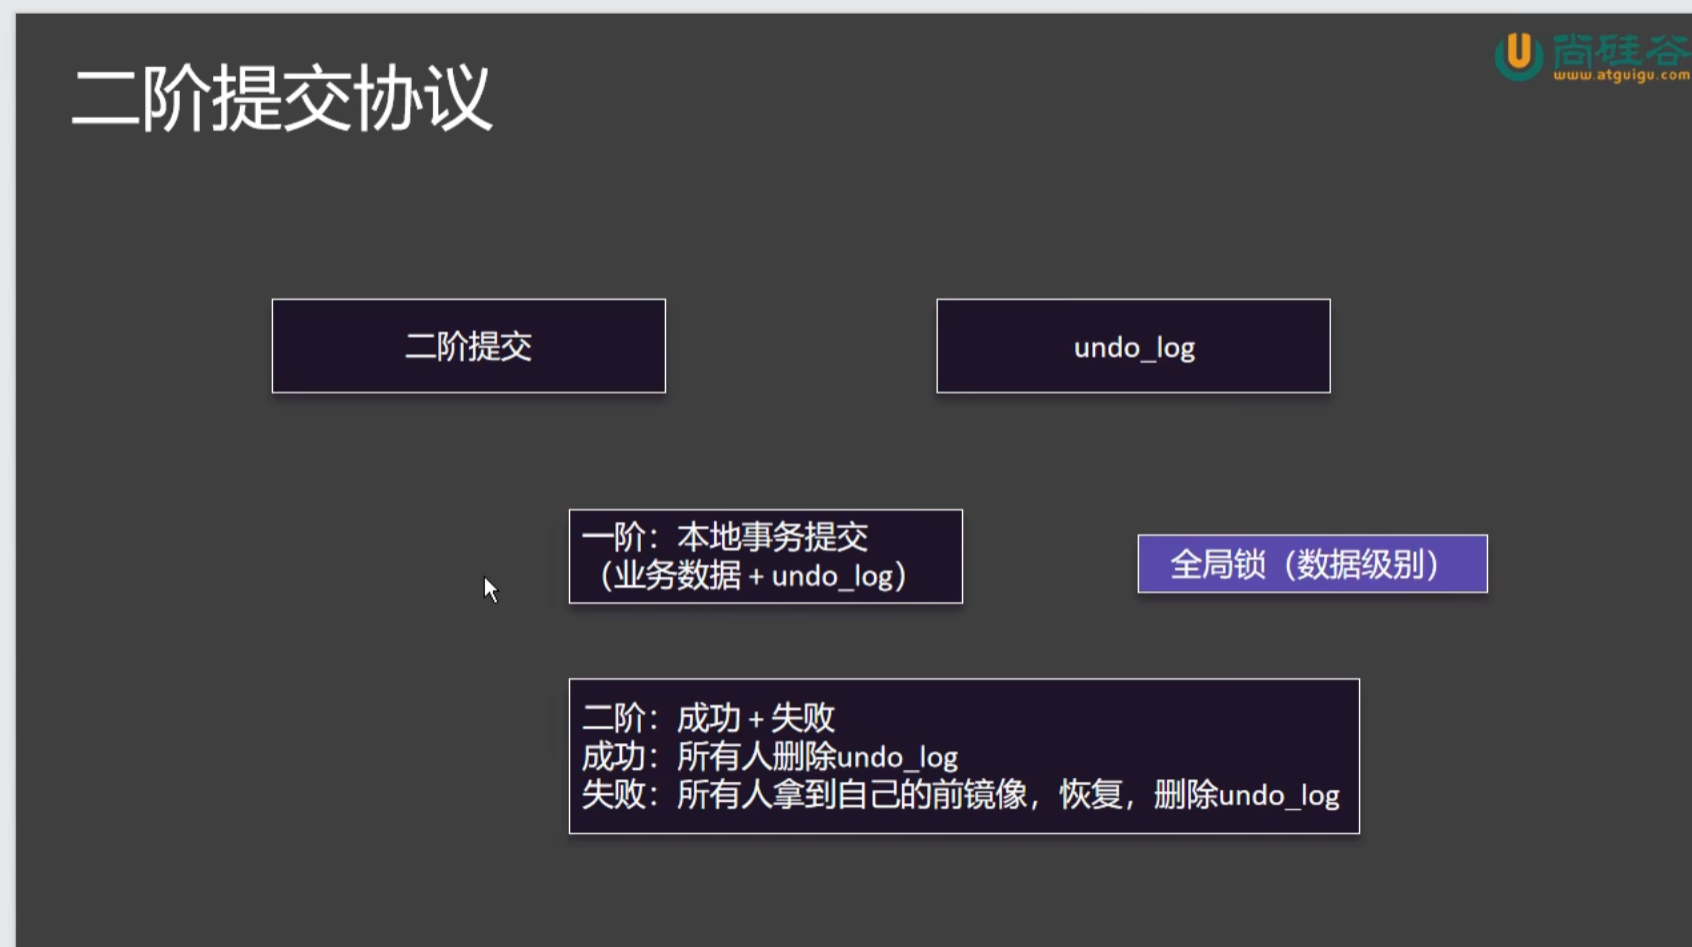 二阶提交协议
尚硅谷
www.atguigu.com
二阶提交
undo_log
一阶：本地事务提交
（业务数据 + undo_log）
全局锁（数据级别）
二阶：成功 + 失败
成功：所有人删除undo_log
失败：所有人拿到自己的前镜像，恢复，删除undo_log